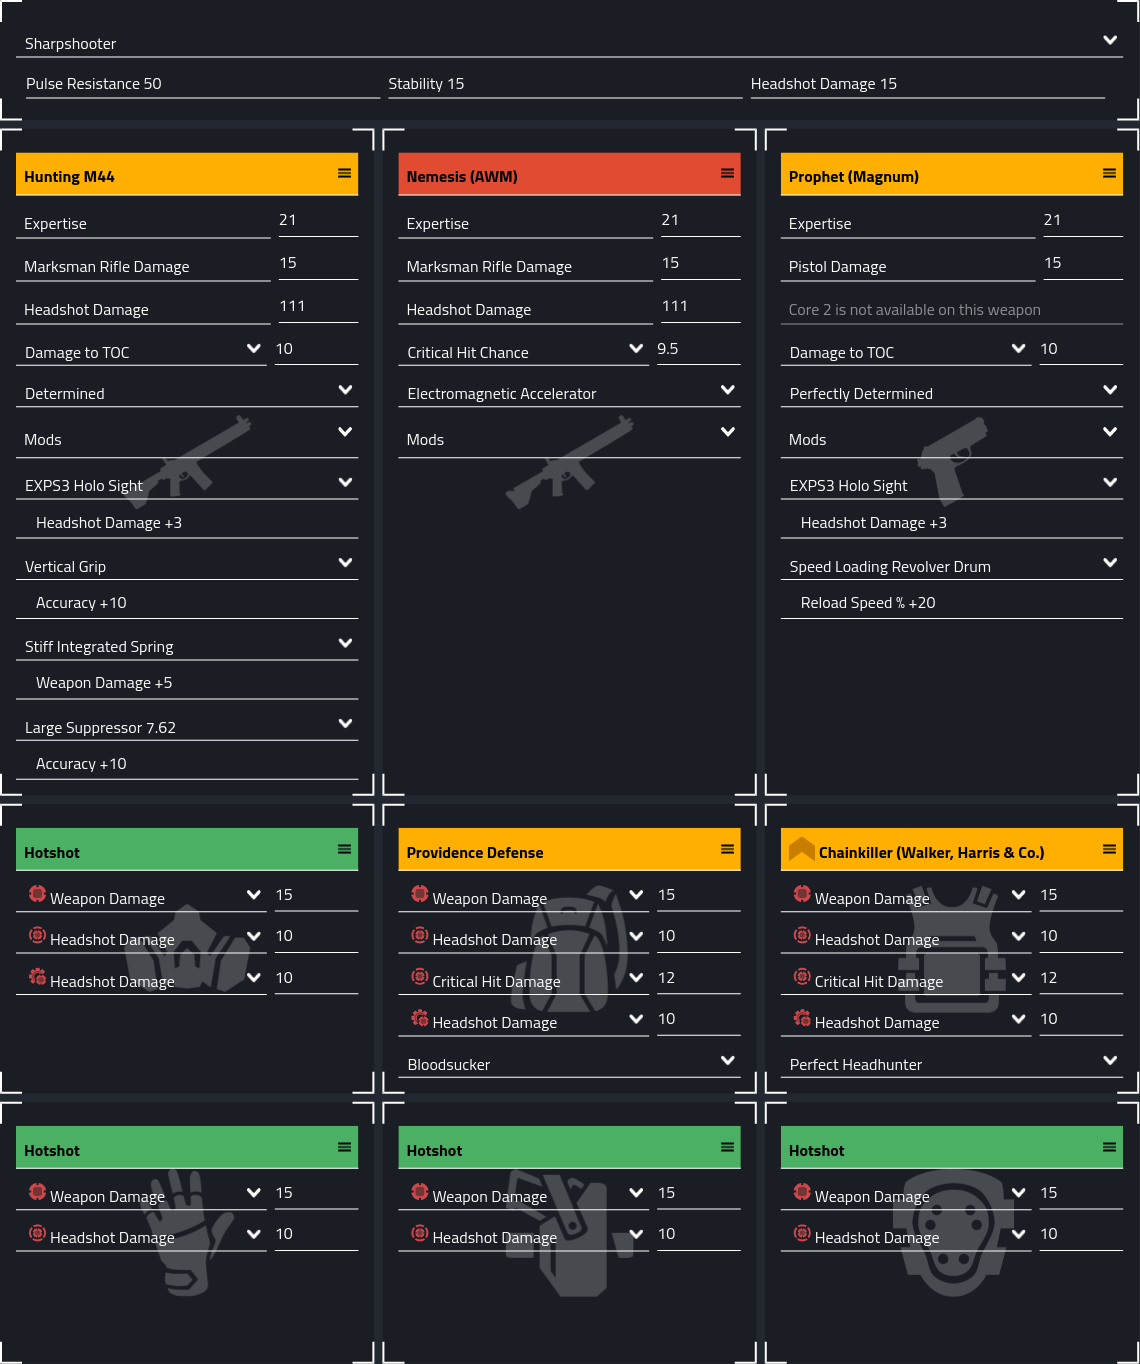 Sharpshooter
Pulse Resistance 50 Stability 15 Headshot Damage 15
Hunting M44
Expertise 21
Marksman Rifle Damage 15
Headshot Damage 111
Damage to TOC 10
Determined
Mods
EXPS3 Holo Sight
Headshot Damage +3
Vertical Grip
Accuracy +10
Stiff Integrated Spring
Weapon Damage +5
Large Suppressor 7.62
Accuracy +10
Nemesis (AWM)
Expertise 21
Marksman Rifle Damage 15
Headshot Damage 111
Critical Hit Chance 9.5
Electromagnetic Accelerator
Mods
Prophet (Magnum)
Expertise 21
Pistol Damage 15
Core 2 is not available on this weapon
Damage to TOC 10
Perfectly Determined
Mods
EXPS3 Holo Sight
Headshot Damage +3
Speed Loading Revolver Drum
Reload Speed % +20
Hotshot
Weapon Damage 15
Headshot Damage 10
Headshot Damage 10
Providence Defense
Weapon Damage 15
Headshot Damage 10
Critical Hit Damage 12
Headshot Damage 10
Bloodsucker
Chainkiller (Walker, Harris & Co.)
Weapon Damage 15
Headshot Damage 10
Critical Hit Damage 12
Headshot Damage 10
Perfect Headhunter
Hotshot
Weapon Damage 15
Headshot Damage 10
Hotshot
Weapon Damage 15
Headshot Damage 10
Hotshot
Weapon Damage 15
Headshot Damage 10